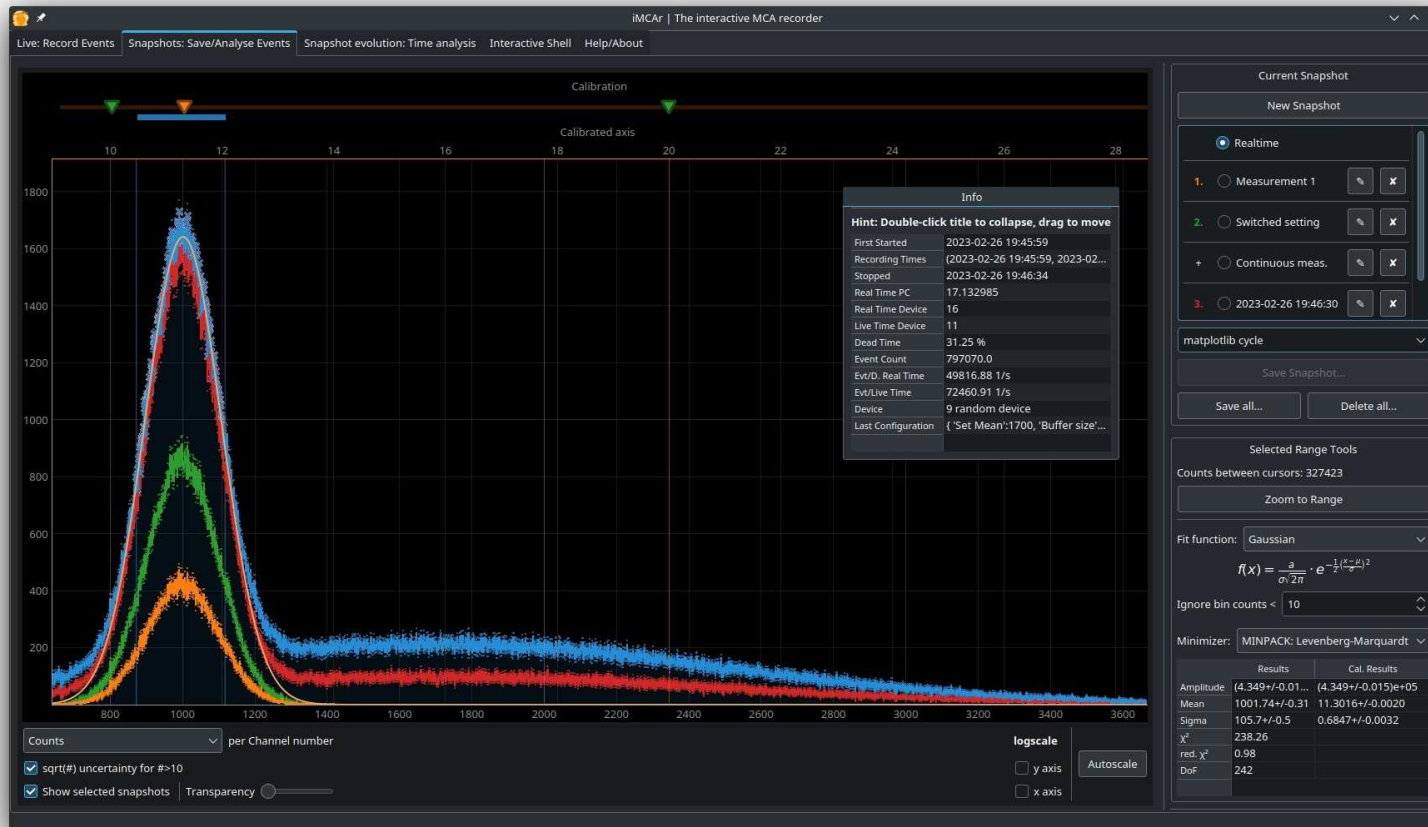 iMCAr | The interactive MCA recorder
Live: Record Events Snapshots: Save/Analyse Events Snapshot evolution: Time analysis Interactive Shell Help/About
Calibration
Calibrated axis
10 12 14 16 18 20 22 24 26 28
1800
1600
1400
1200
1000
800
600
400
200
800 1000 1200 1400 1600 1800 2000 2200 2400 2600 2800 3000 3200 3400 3600
Info
Hint: Double-click title to collapse, drag to move
First Started 2023-02-26 19:45:59
Recording Times (2023-02-26 19:45:59, 2023-02...
Stopped 2023-02-26 19:46:34
Real Time PC 17.132985
Real Time Device 16
Live Time Device 11
Dead Time 31.25 %
Event Count 797070.0
Evt/D. Real Time 49816.88 1/s
Evt/Live Time 72460.91 1/s
Device 9 random device
Last Configuration { 'Set Mean':1700, 'Buffer size'...
Counts per Channel number
sqrt(#) uncertainty for #>10
Show selected snapshots Transparency
logscale
y axis
x axis
Autoscale
Current Snapshot
New Snapshot
Realtime
1. Measurement 1
2. Switched setting
+ Continuous meas.
3. 2023-02-26 19:46:30
matplotlib cycle
Save Snapshot...
Save all... Delete all...
Selected Range Tools
Counts between cursors: 327423
Zoom to Range
Fit function: Gaussian
f(x) = a/(σ√2π) · e^(-1/2((x−μ)/σ)^2)
Ignore bin counts < 10
Minimizer: MINPACK: Levenberg-Marquardt
Results Cal. Results
Amplitude (4.349+/-0.01... (4.349+/-0.015)e+05
Mean 1001.74+/-0.31 11.3016+/-0.0020
Sigma 105.7+/-0.5 0.6847+/-0.0032
χ² 238.26
red. χ² 0.98
DoF 242